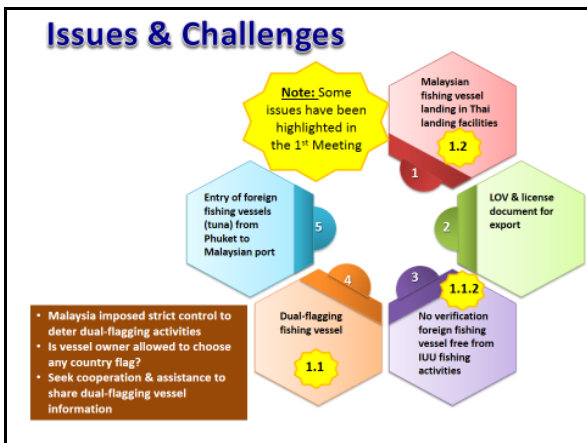 Issues & Challenges
Note: Some
issues have been
highlighted in
the 1st Meeting
Malaysian
fishing vessel
landing in Thai
landing facilities
1.2
1
LOV & license
document for
export
2
3
1.1.2
No verification
foreign fishing
vessel free from
IUU fishing
activities
4
Dual-flagging
fishing vessel
1.1
Entry of foreign
fishing vessels
(tuna) from
Phuket to
Malaysian port
5
• Malaysia imposed strict control to
deter dual-flagging activities
• Is vessel owner allowed to choose
any country flag?
• Seek cooperation & assistance to
share dual-flagging vessel
information